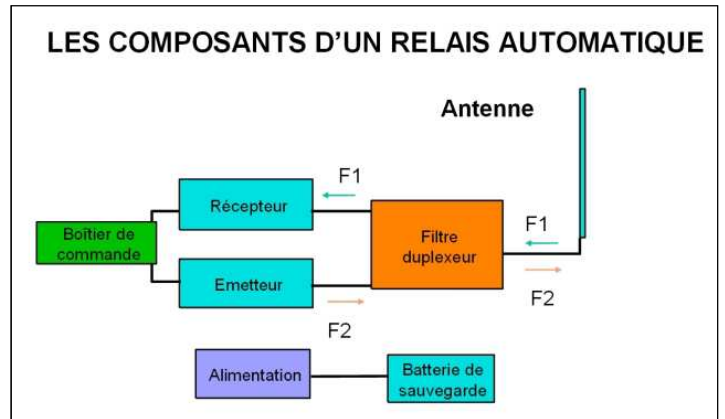 LES COMPOSANTS D'UN RELAIS AUTOMATIQUE
Antenne
F1
Récepteur
F1
Boîtier de
commande
Filtre
duplexeur
Emetteur
F2
F2
Alimentation
Batterie de
sauvegarde